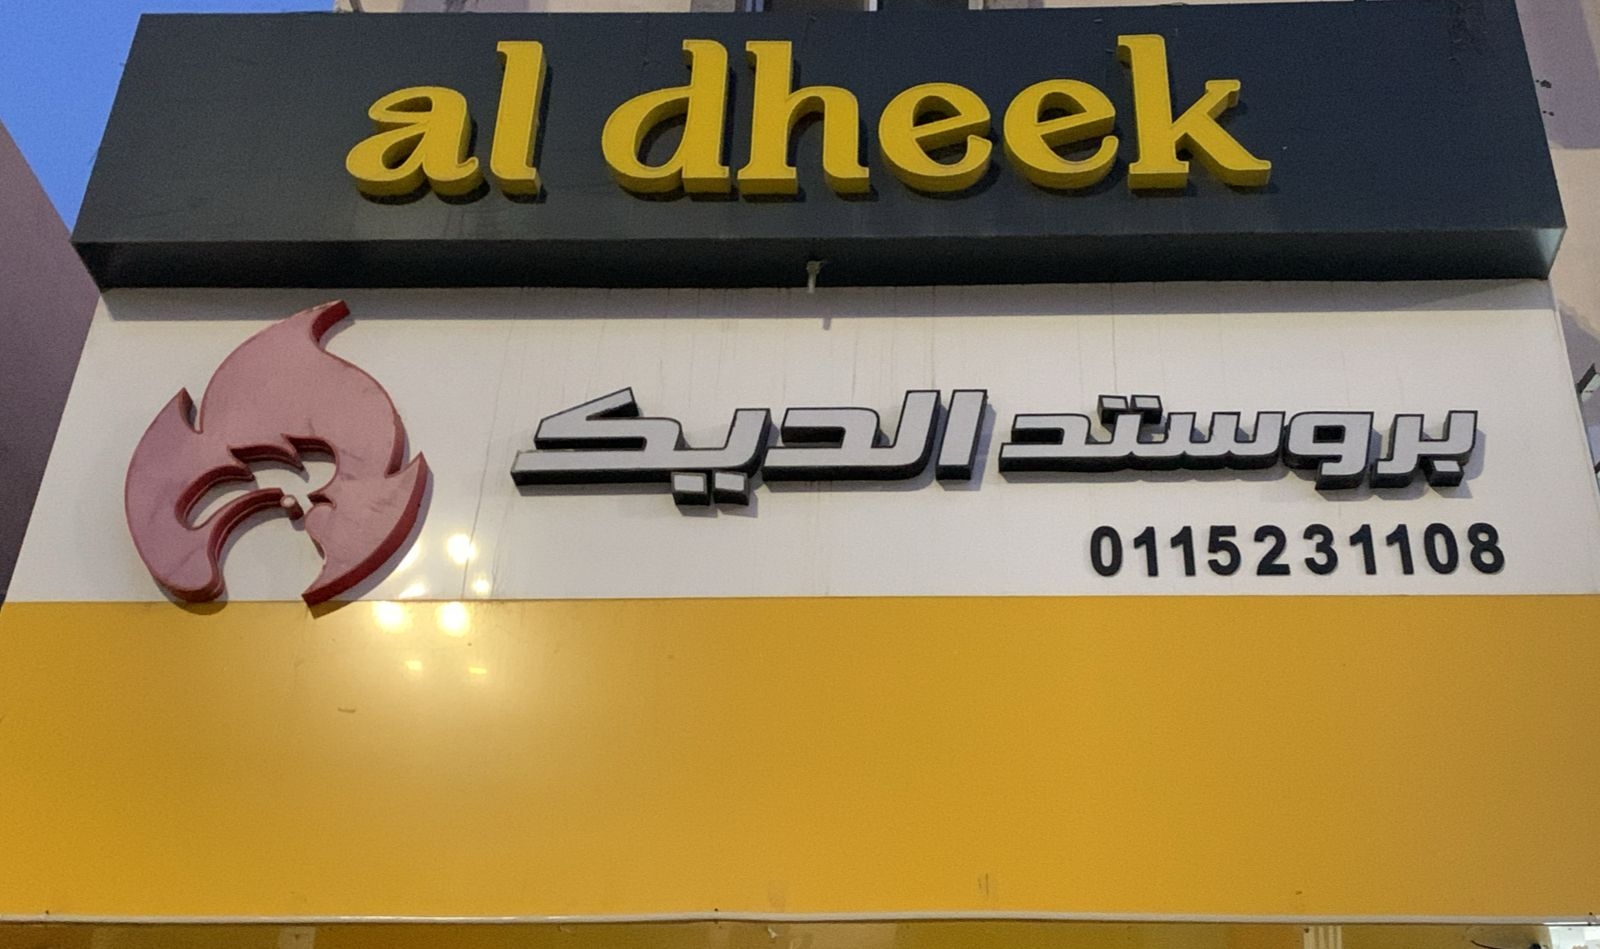 al dheek
بروستد الديك
0115231108